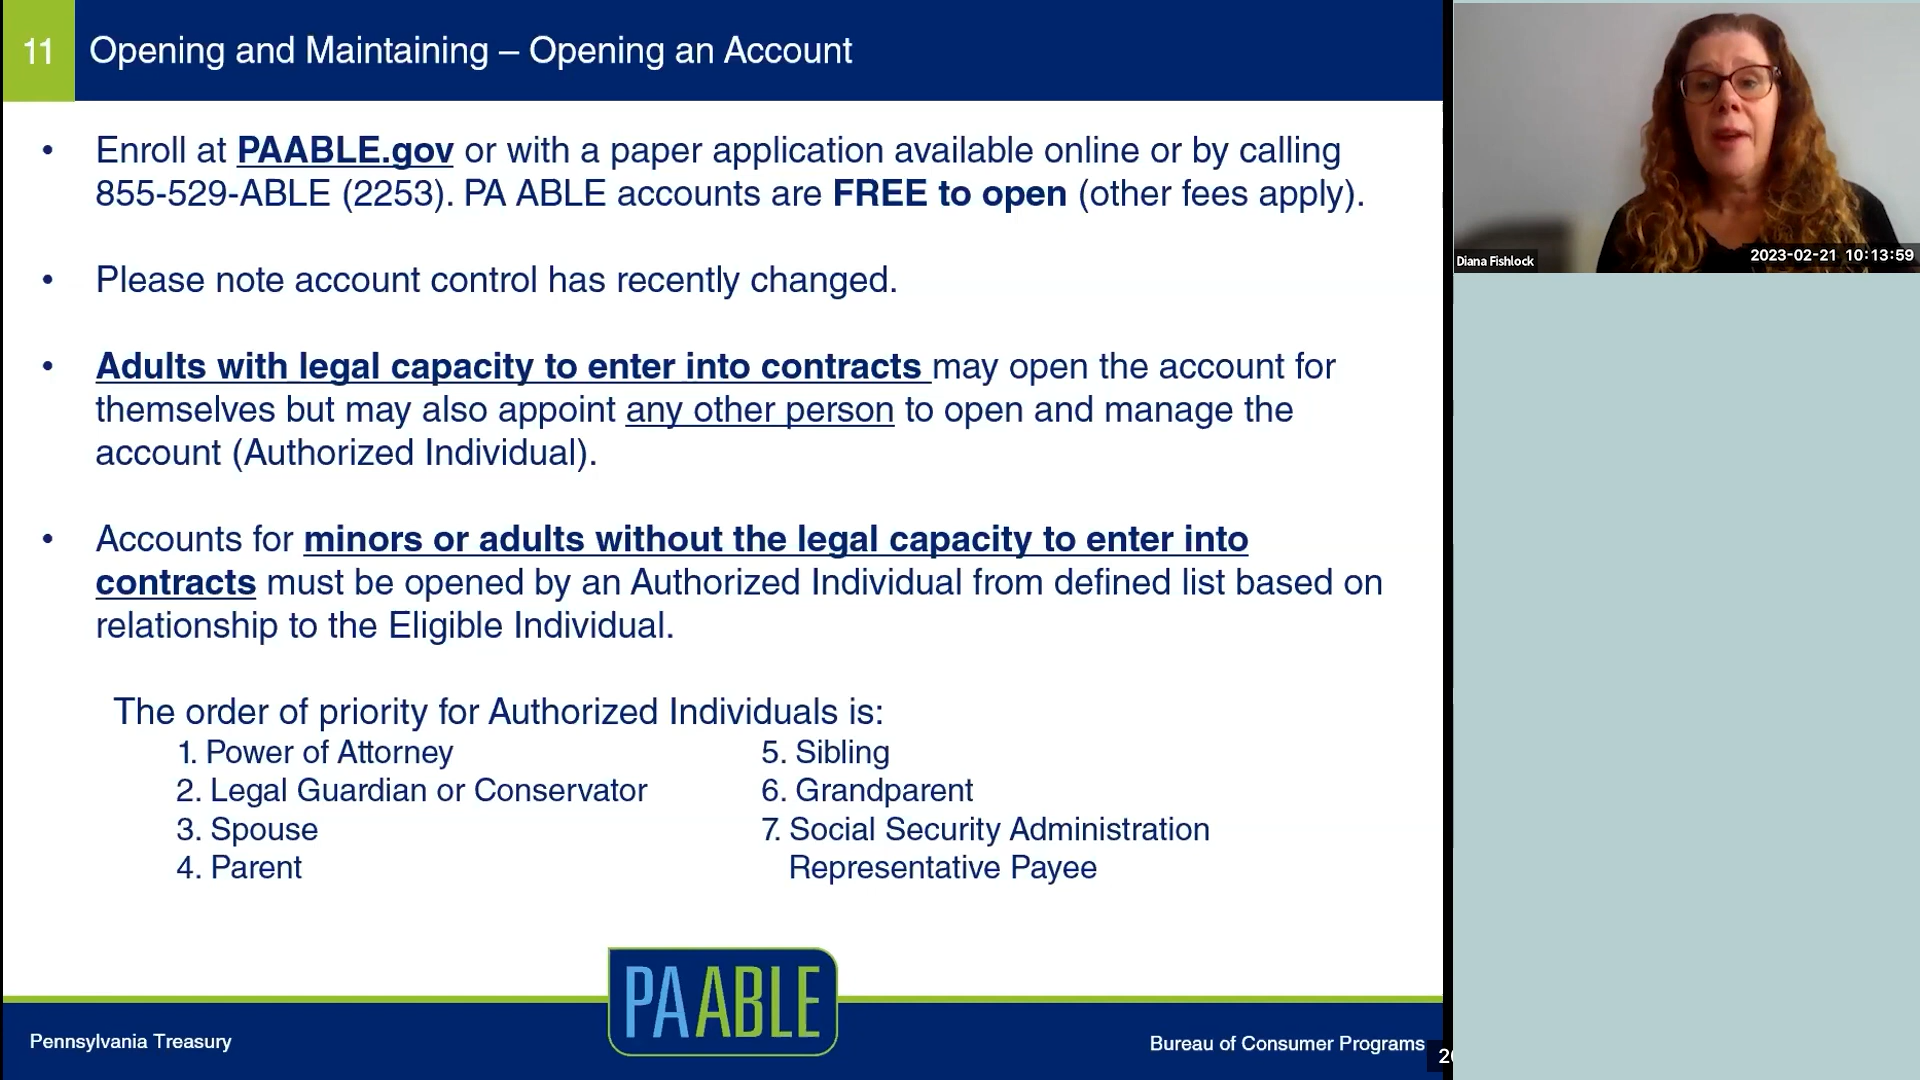 11
Opening and Maintaining – Opening an Account
• Enroll at PAABLE.gov or with a paper application available online or by calling
855-529-ABLE (2253). PA ABLE accounts are FREE to open (other fees apply).
• Please note account control has recently changed.
• Adults with legal capacity to enter into contracts may open the account for
themselves but may also appoint any other person to open and manage the
account (Authorized Individual).
• Accounts for minors or adults without the legal capacity to enter into
contracts must be opened by an Authorized Individual from defined list based on
relationship to the Eligible Individual.
The order of priority for Authorized Individuals is:
1. Power of Attorney
2. Legal Guardian or Conservator
3. Spouse
4. Parent
5. Sibling
6. Grandparent
7. Social Security Administration
Representative Payee
PA ABLE
Pennsylvania Treasury
Bureau of Consumer Programs
Diana Fishlock
2023-02-21 10:13:59